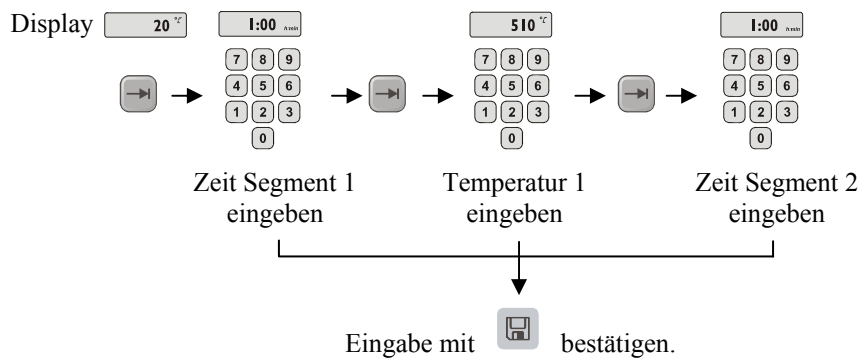 Display 20 °C 1:00 h:min 510 °C 1:00 h:min
7 8 9 7 8 9 7 8 9
4 5 6 4 5 6 4 5 6
1 2 3 1 2 3 1 2 3
0 0 0
Zeit Segment 1 Temperatur 1 Zeit Segment 2
eingeben eingeben eingeben
Eingabe mit bestätigen.